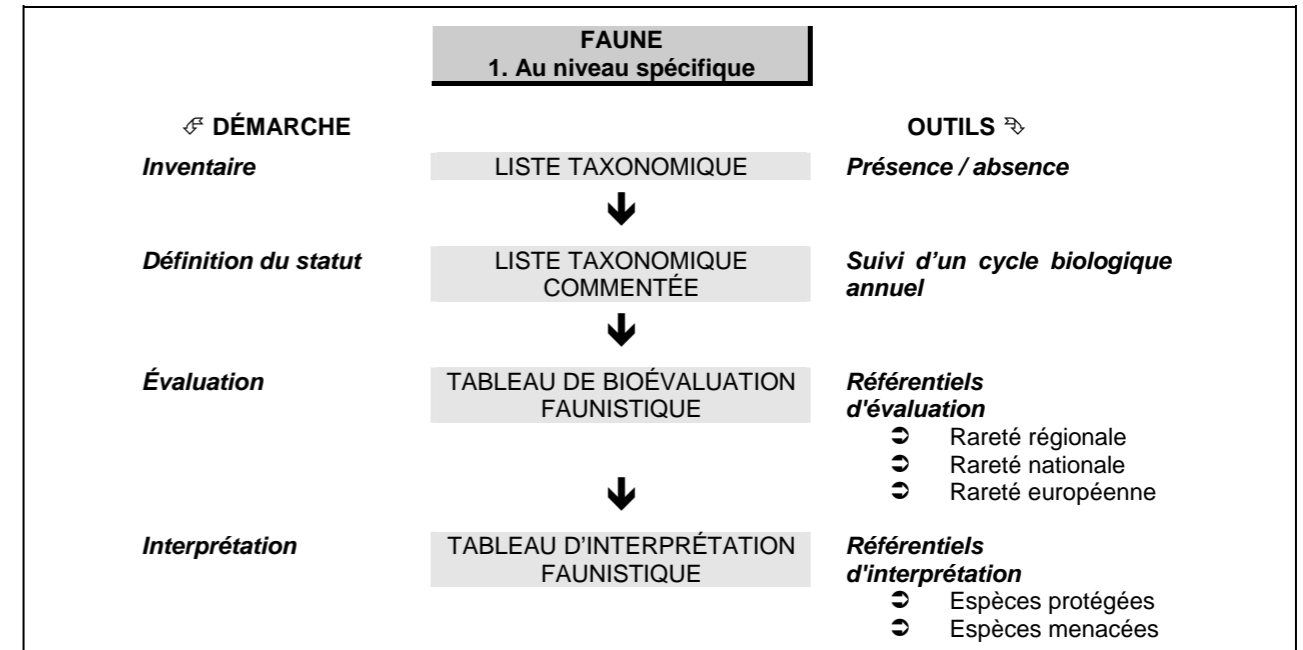 FAUNE
1. Au niveau spécifique
DÉMARCHE
OUTILS
Inventaire
LISTE TAXONOMIQUE
Présence / absence
Définition du statut
LISTE TAXONOMIQUE
COMMENTÉE
Suivi d'un cycle biologique
annuel
Évaluation
TABLEAU DE BIOÉVALUATION
FAUNISTIQUE
Référentiels
d'évaluation
Rareté régionale
Rareté nationale
Rareté européenne
Interprétation
TABLEAU D'INTERPRÉTATION
FAUNISTIQUE
Référentiels
d'interprétation
Espèces protégées
Espèces menacées